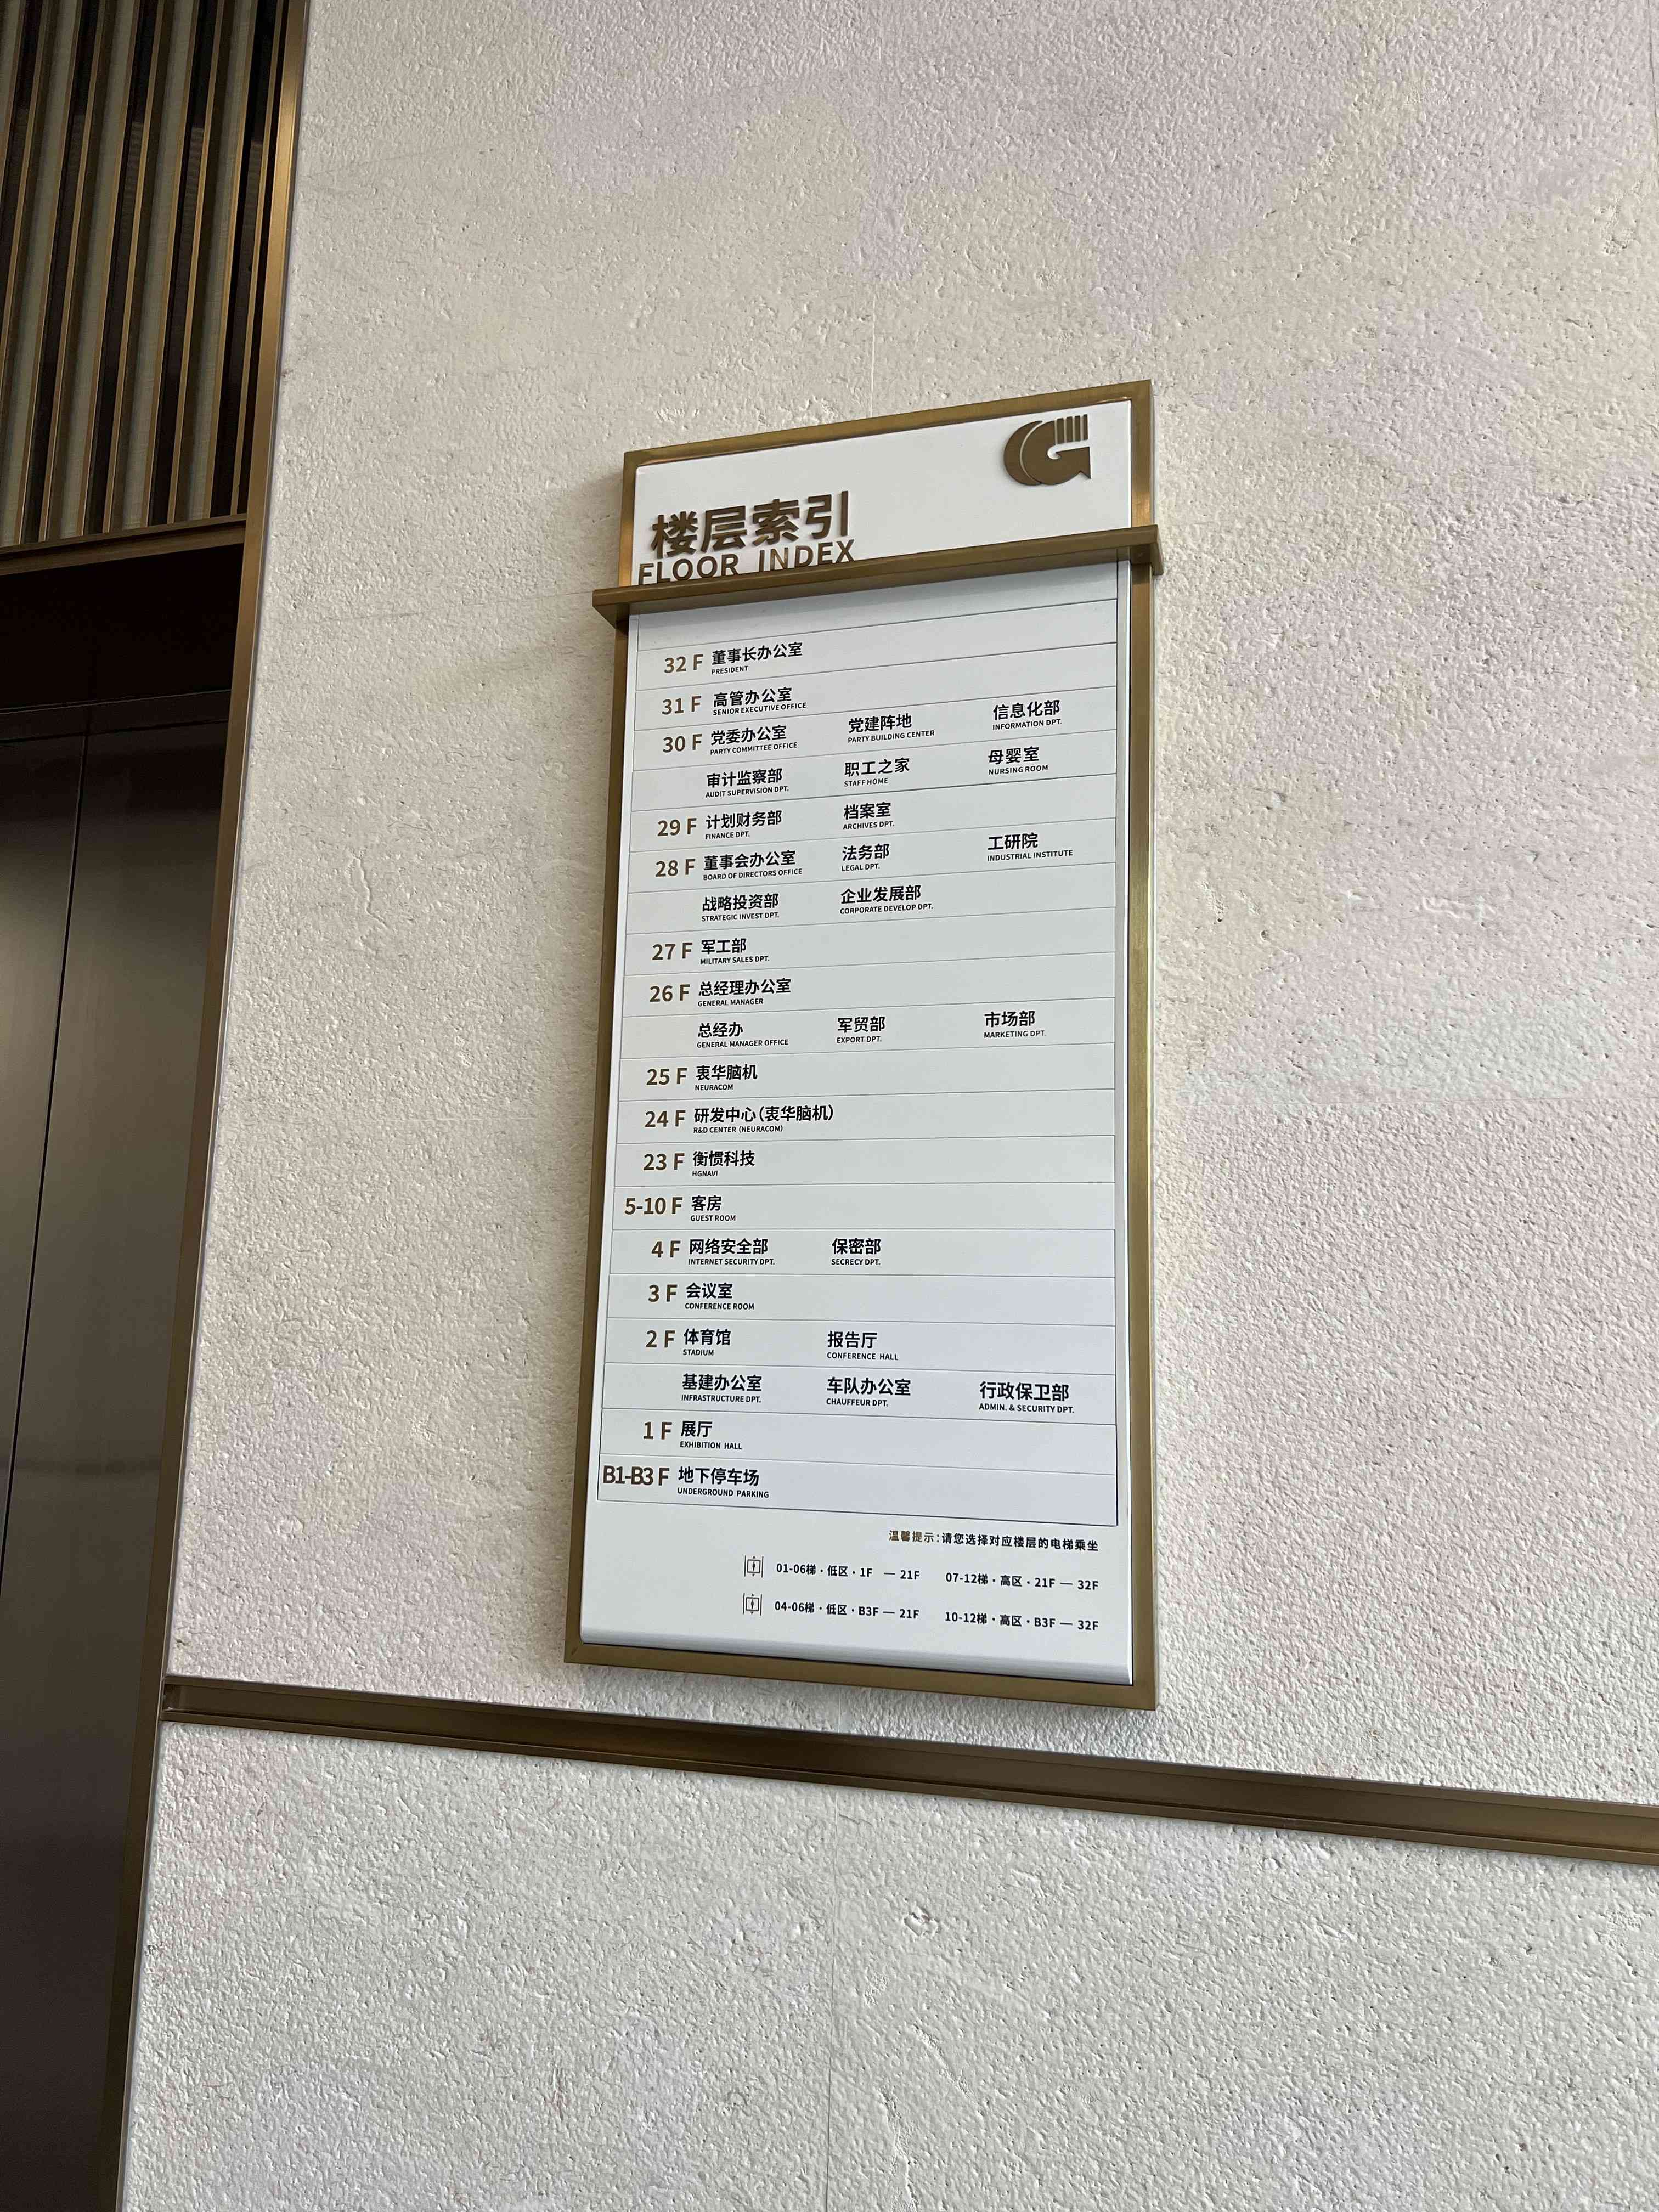 楼层索引
FLOOR INDEX
32 F 董事长办公室
PRESIDENT
31 F 高管办公室
SENIOR EXECUTIVE OFFICE
30 F 党委办公室 党建阵地 信息化部
PARTY COMMITTEE OFFICE PARTY BUILDING CENTER INFORMATION DPT.
审计监察部 职工之家 母婴室
AUDIT SUPERVISION DPT. STAFF HOME NURSING ROOM
29 F 计划财务部 档案室
FINANCE DPT. ARCHIVES DPT.
28 F 董事会办公室 法务部 工研院
BOARD OF DIRECTORS OFFICE LEGAL DPT. INDUSTRIAL INSTITUTE
战略投资部 企业发展部
STRATEGIC INVEST DPT. CORPORATE DEVELOP DPT.
27 F 军工部
MILITARY SALES DPT.
26 F 总经理办公室
GENERAL MANAGER
总经办 军贸部 市场部
GENERAL MANAGER OFFICE EXPORT DPT. MARKETING DPT.
25 F 衷华脑机
NEURACOM
24 F 研发中心(衷华脑机)
R&D CENTER (NEURACOM)
23 F 衡惯科技
HGNAVI
5-10 F 客房
GUEST ROOM
4 F 网络安全部 保密部
INTERNET SECURITY DPT. SECRECY DPT.
3 F 会议室
CONFERENCE ROOM
2 F 体育馆 报告厅
STADIUM CONFERENCE HALL
基建办公室 车队办公室 行政保卫部
INFRASTRUCTURE DPT. CHAUFFEUR DPT. ADMIN. & SECURITY DPT.
1 F 展厅
EXHIBITION HALL
B1-B3 F 地下停车场
UNDERGROUND PARKING
温馨提示:请您选择对应楼层的电梯乘坐
01-06梯·低区·1F — 21F 07-12梯·高区·21F — 32F
04-06梯·低区·B3F — 21F 10-12梯·高区·B3F — 32F